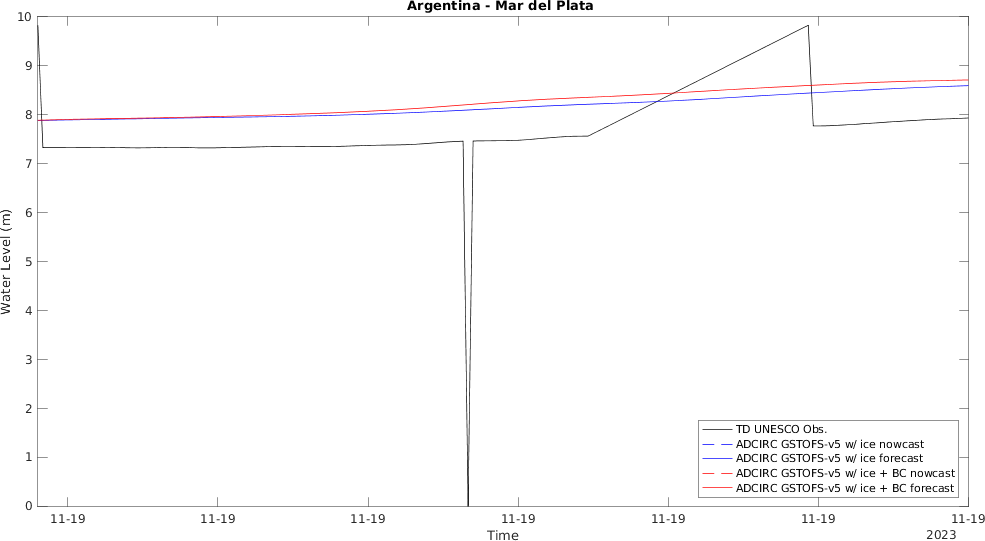 Argentina - Mar del Plata
10
9
8
7
6
5
4
3
2
1
0
Water Level (m)
11-19 11-19 11-19 11-19 11-19 11-19 11-19
Time
2023
TD UNESCO Obs.
ADCIRC GSTOFS-v5 w/ ice nowcast
ADCIRC GSTOFS-v5 w/ ice forecast
ADCIRC GSTOFS-v5 w/ ice + BC nowcast
ADCIRC GSTOFS-v5 w/ ice + BC forecast